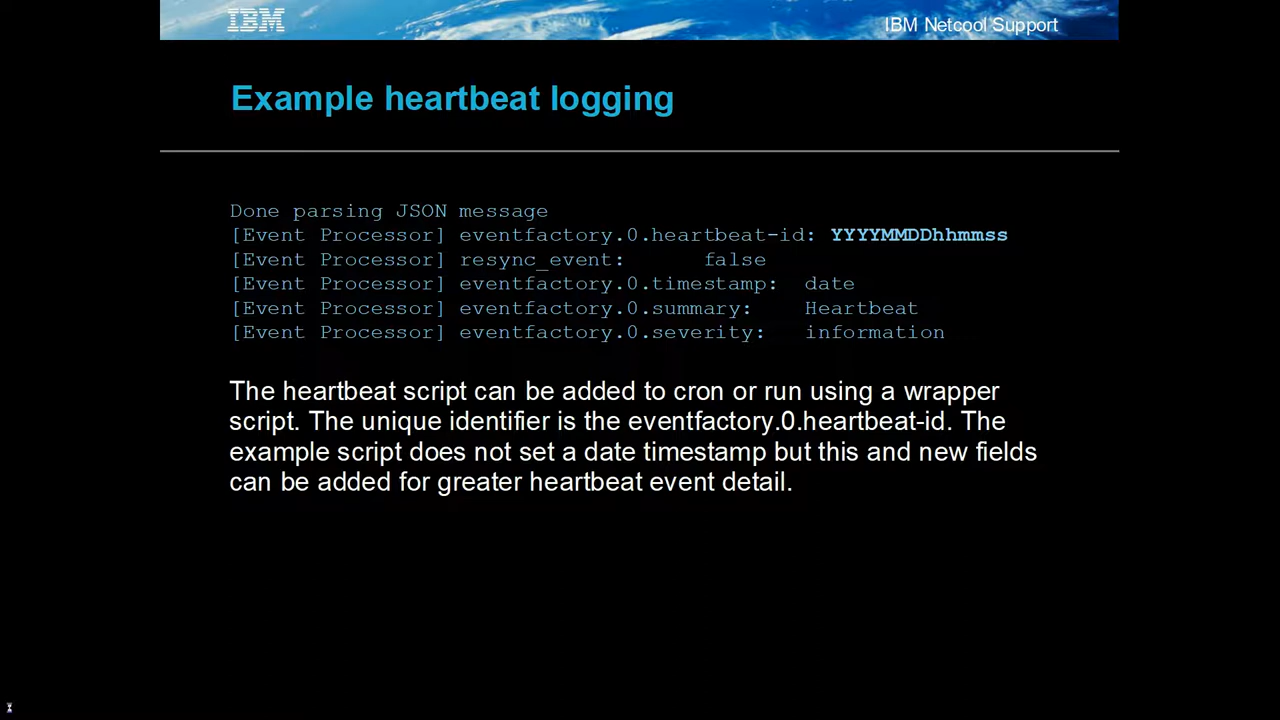 IBM
IBM Netcool Support
Example heartbeat logging
Done parsing JSON message
[Event Processor] eventfactory.0.heartbeat-id: YYYYMMDDhhmmss
[Event Processor] resync_event: false
[Event Processor] eventfactory.0.timestamp: date
[Event Processor] eventfactory.0.summary: Heartbeat
[Event Processor] eventfactory.0.severity: information
The heartbeat script can be added to cron or run using a wrapper
script. The unique identifier is the eventfactory.0.heartbeat-id. The
example script does not set a date timestamp but this and new fields
can be added for greater heartbeat event detail.